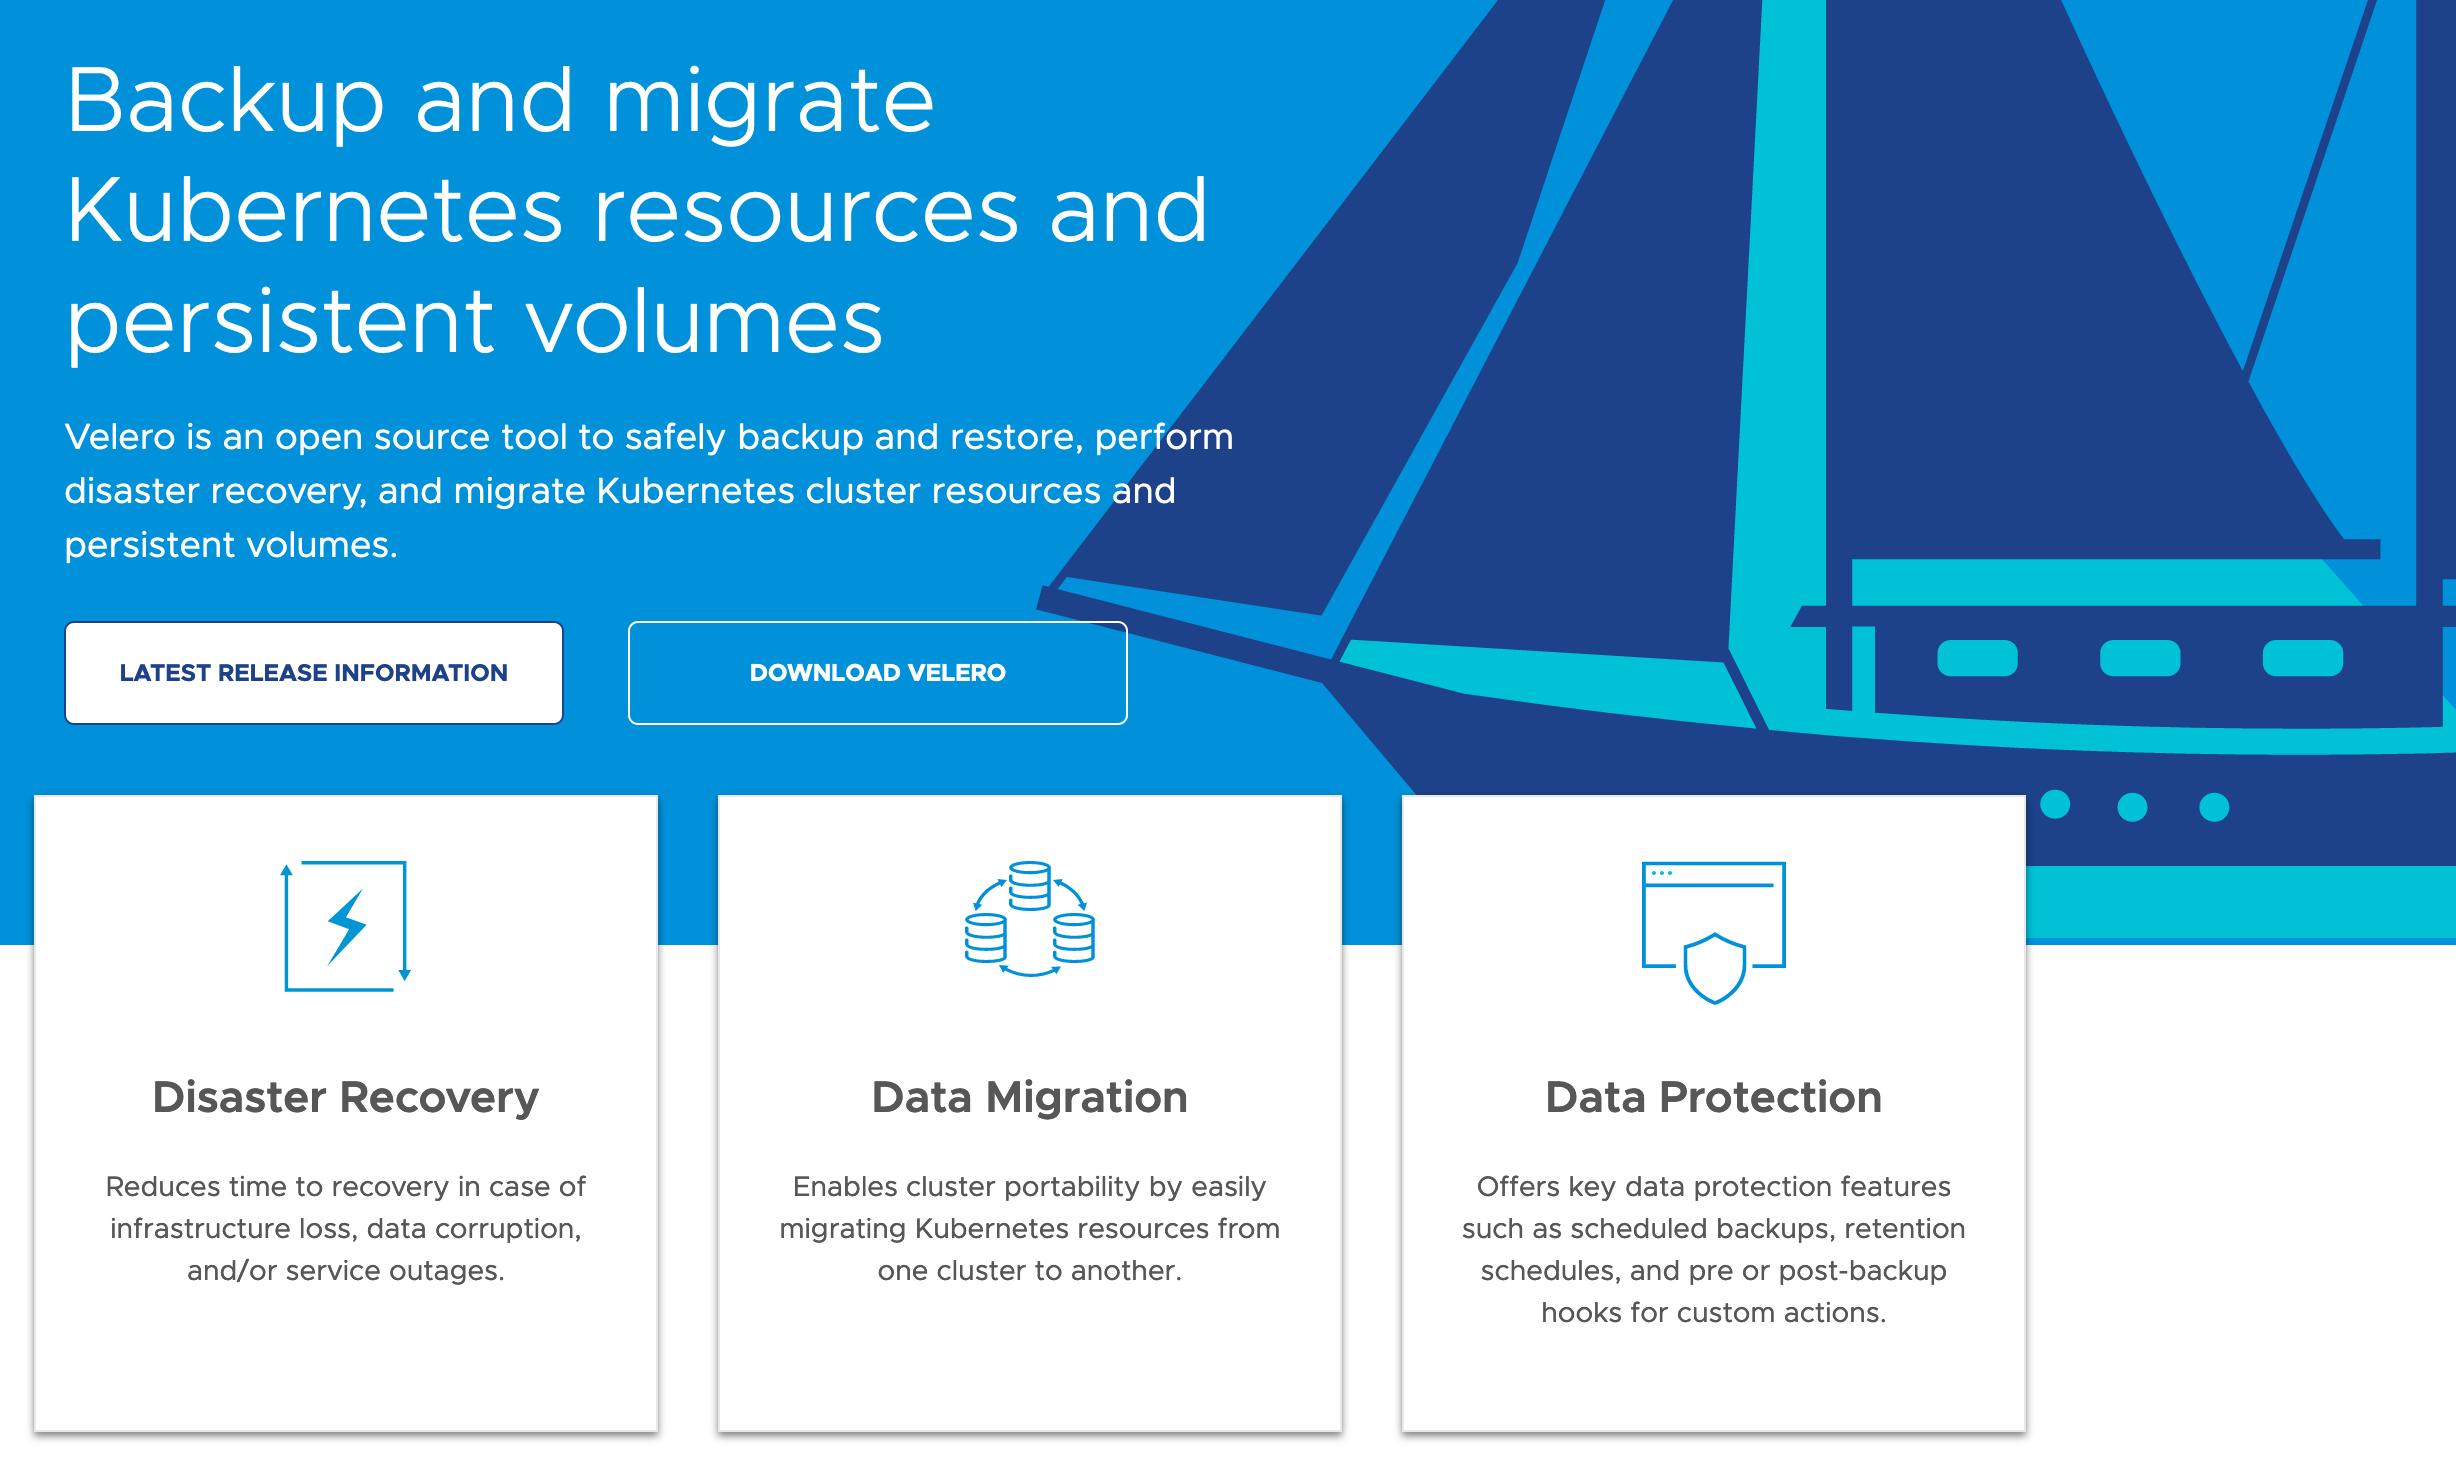 Backup and migrate
Kubernetes resources and
persistent volumes
Velero is an open source tool to safely backup and restore, perform
disaster recovery, and migrate Kubernetes cluster resources and
persistent volumes.
LATEST RELEASE INFORMATION
DOWNLOAD VELERO
Disaster Recovery
Reduces time to recovery in case of
infrastructure loss, data corruption,
and/or service outages.
Data Migration
Enables cluster portability by easily
migrating Kubernetes resources from
one cluster to another.
Data Protection
Offers key data protection features
such as scheduled backups, retention
schedules, and pre or post-backup
hooks for custom actions.